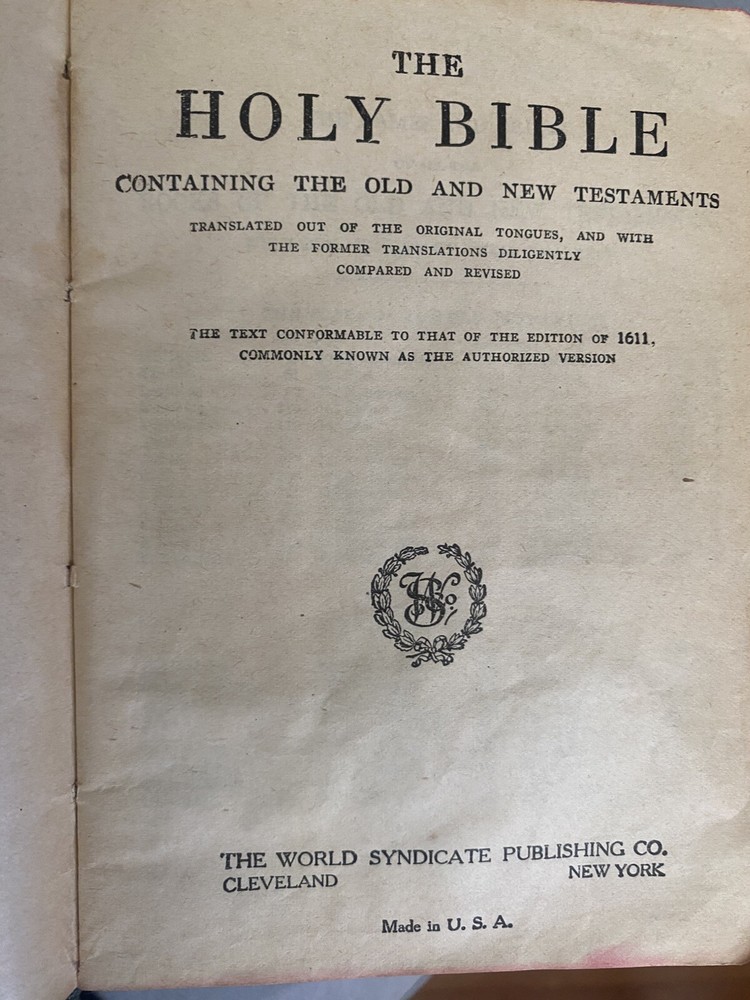 THE
HOLY BIBLE
CONTAINING THE OLD AND NEW TESTAMENTS
TRANSLATED OUT OF THE ORIGINAL TONGUES, AND WITH
THE FORMER TRANSLATIONS DILIGENTLY
COMPARED AND REVISED
THE TEXT CONFORMABLE TO THAT OF THE EDITION OF 1611,
COMMONLY KNOWN AS THE AUTHORIZED VERSION
THE WORLD SYNDICATE PUBLISHING CO.
CLEVELAND NEW YORK
Made in U. S. A.